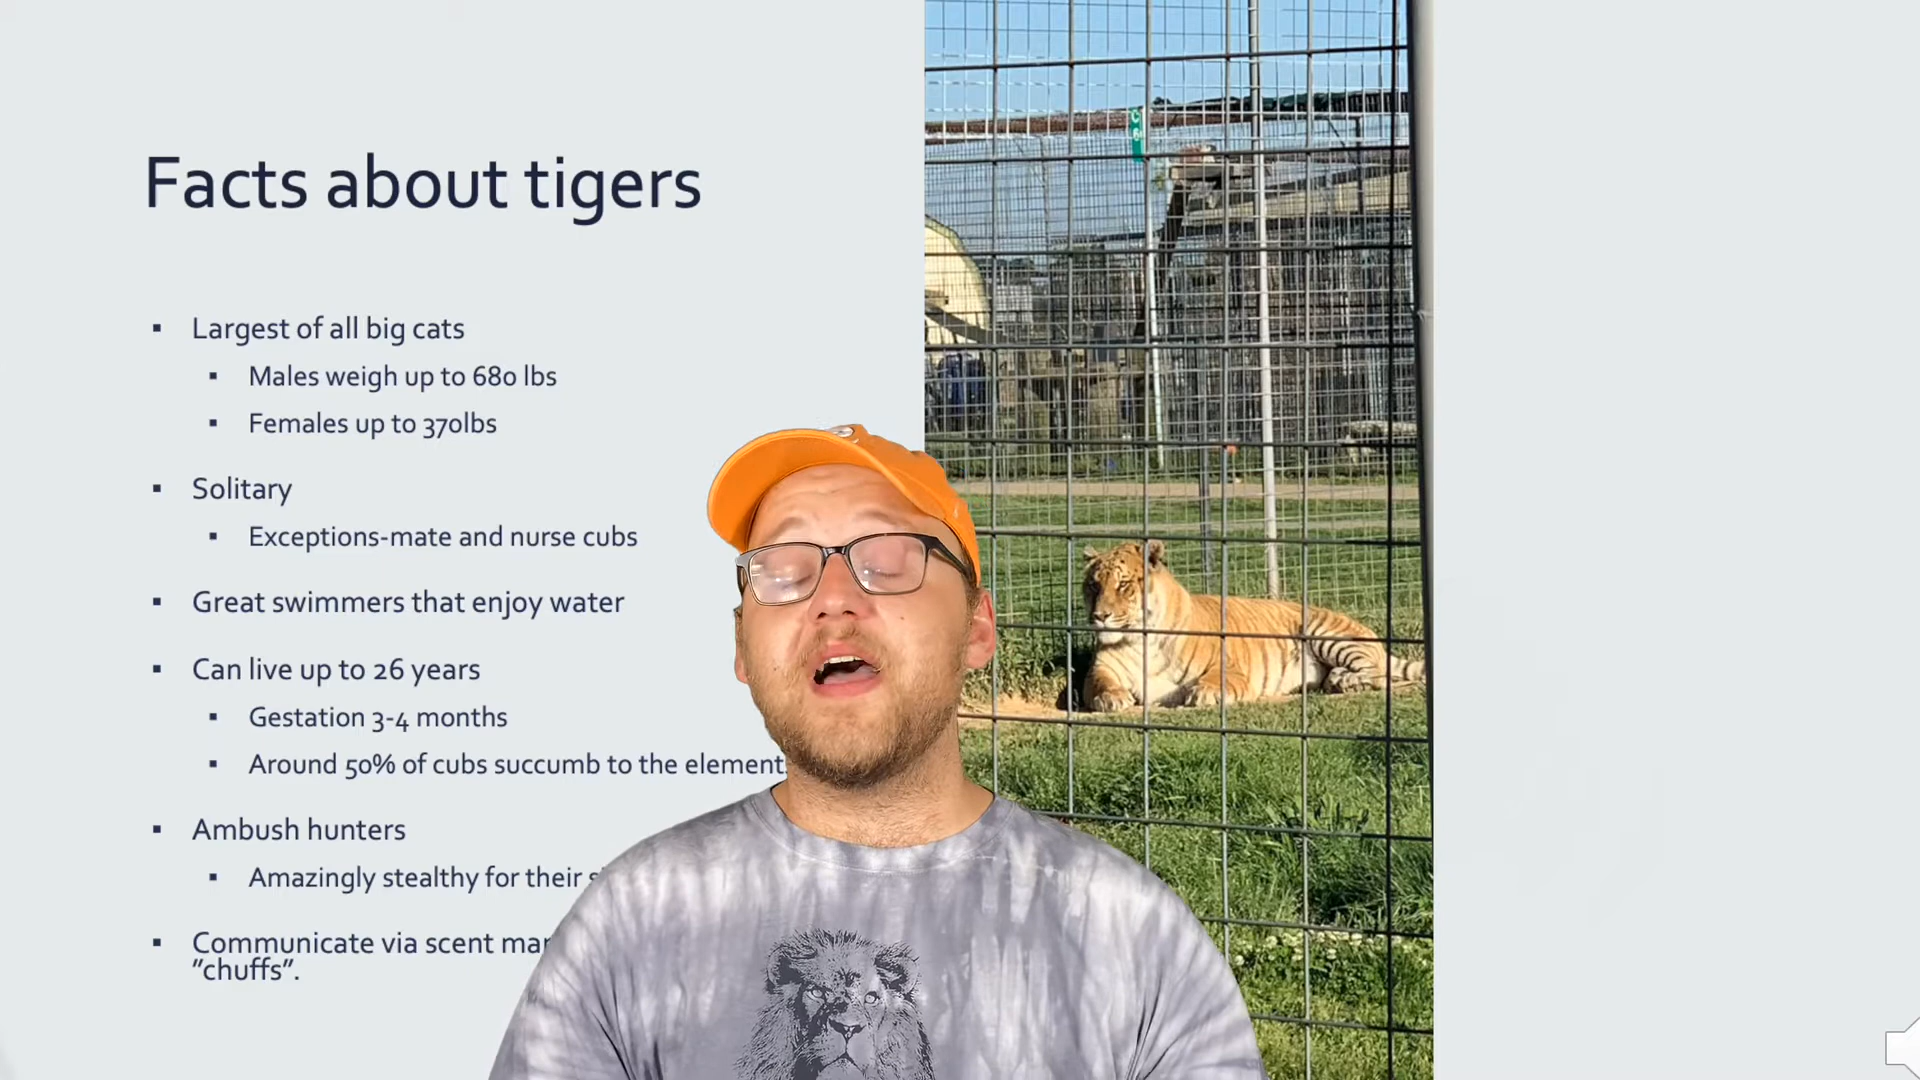 Facts about tigers
Largest of all big cats
Males weigh up to 680 lbs
Females up to 370lbs
Solitary
Exceptions-mate and nurse cubs
Great swimmers that enjoy water
Can live up to 26 years
Gestation 3-4 months
Around 50% of cubs succumb to the element
Ambush hunters
Amazingly stealthy for their
Communicate via scent
"chuffs".